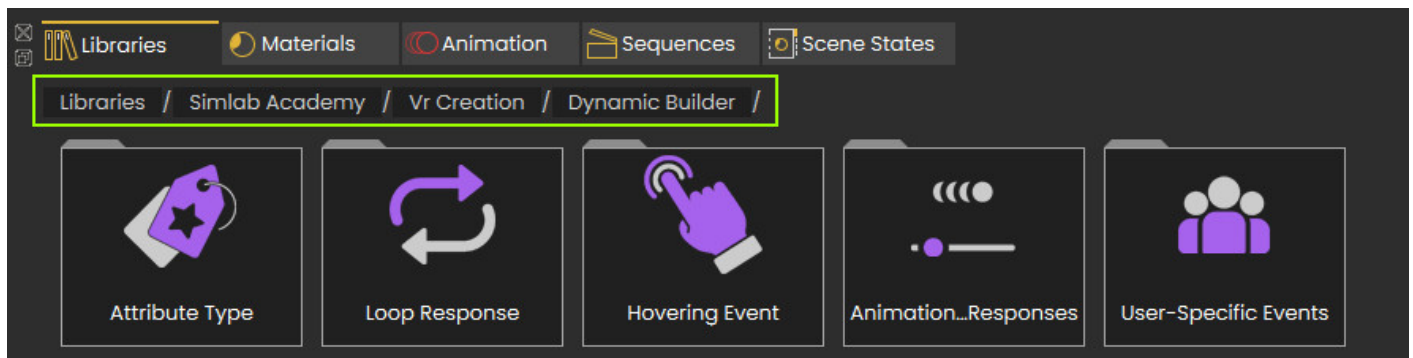 Libraries Materials Animation Sequences Scene States
Libraries / Simlab Academy / Vr Creation / Dynamic Builder /
Attribute Type Loop Response Hovering Event Animation...Responses User-Specific Events